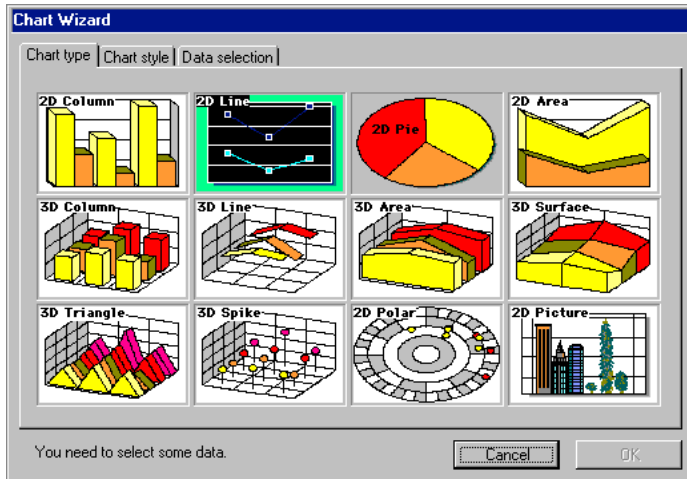 Chart Wizard
Chart type
Chart style
Data selection
2D Column
2D Line
2D Pie
2D Area
3D Column
3D Line
3D Area
3D Surface
3D Triangle
3D Spike
2D Polar
2D Picture
You need to select some data.
Cancel
OK